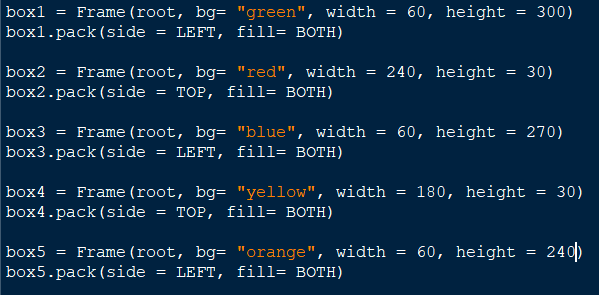 box1 = Frame(root, bg= "green", width = 60, height = 300)
box1.pack(side = LEFT, fill= BOTH)
box2 = Frame(root, bg= "red", width = 240, height = 30)
box2.pack(side = TOP, fill= BOTH)
box3 = Frame(root, bg= "blue", width = 60, height = 270)
box3.pack(side = LEFT, fill= BOTH)
box4 = Frame(root, bg= "yellow", width = 180, height = 30)
box4.pack(side = TOP, fill= BOTH)
box5 = Frame(root, bg= "orange", width = 60, height = 240)
box5.pack(side = LEFT, fill= BOTH)